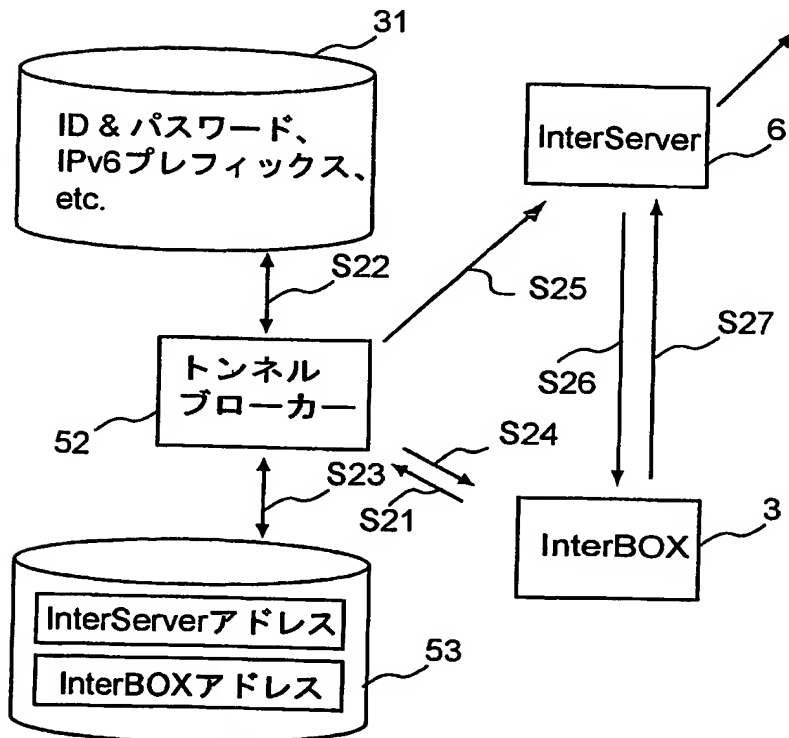 31
ID & パスワード、
IPv6プレフィックス、
etc.
InterServer
6
S22
S25
S27
トンネル
ブローカー
S26
52
S24
S23
S21
3
InterBOX
InterServerアドレス
InterBOXアドレス
53